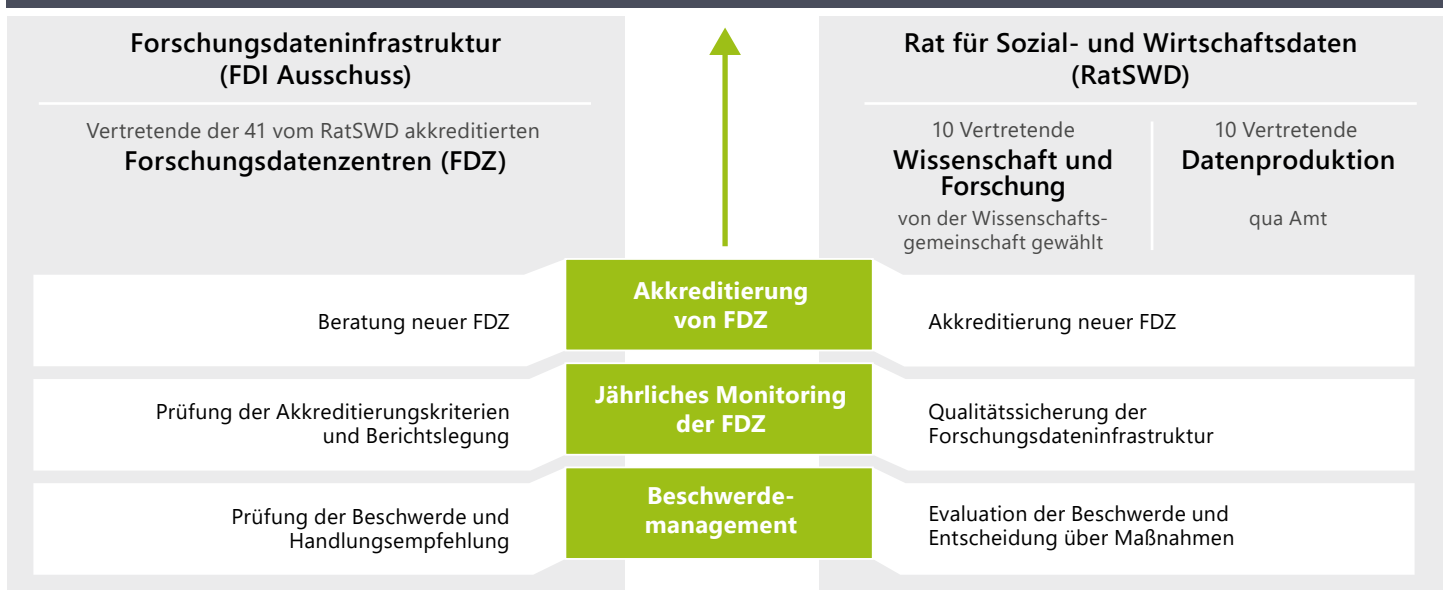 Forschungsdateninfrastruktur
(FDI Ausschuss)
Vertretende der 41 vom RatSWD akkreditierten
Forschungsdatenzentren (FDZ)
Rat für Sozial- und Wirtschaftsdaten
(RatSWD)
10 Vertretende
Wissenschaft und
Forschung
von der Wissenschafts-
gemeinschaft gewählt
10 Vertretende
Datenproduktion
qua Amt
Beratung neuer FDZ
Akkreditierung
von FDZ
Akkreditierung neuer FDZ
Prüfung der Akkreditierungskriterien
und Berichtslegung
Jährliches Monitoring
der FDZ
Qualitätssicherung der
Forschungsdateninfrastruktur
Prüfung der Beschwerde und
Handlungsempfehlung
Beschwerde-
management
Evaluation der Beschwerde und
Entscheidung über Maßnahmen